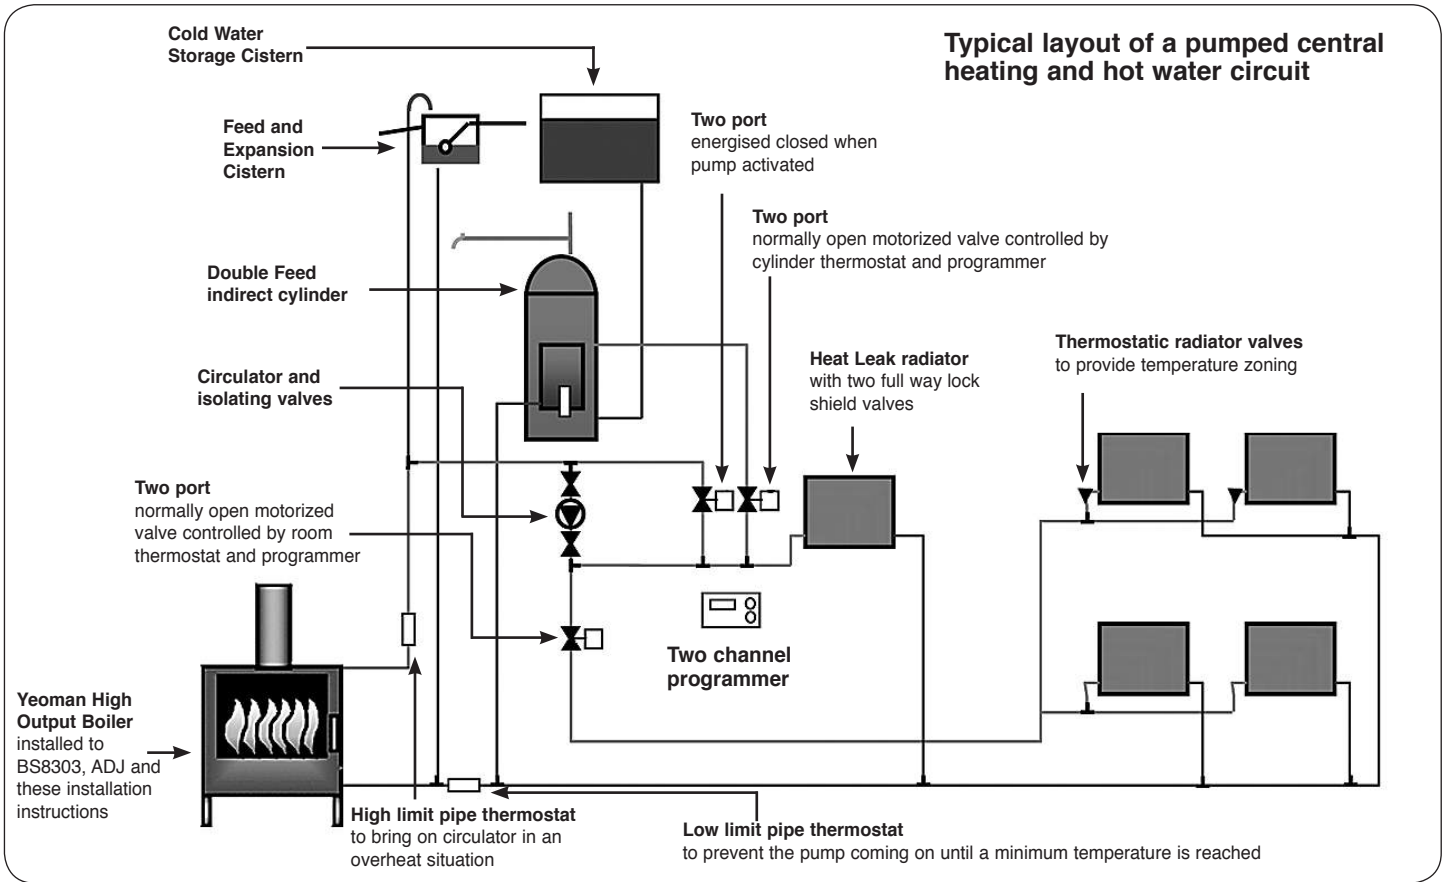 Typical layout of a pumped central
heating and hot water circuit
Cold Water
Storage Cistern
Feed and
Expansion
Cistern
Two port
energised closed when
pump activated
Two port
normally open motorized valve controlled by
cylinder thermostat and programmer
Double Feed
indirect cylinder
Thermostatic radiator valves
to provide temperature zoning
Heat Leak radiator
with two full way lock
shield valves
Circulator and
isolating valves
Two port
normally open motorized
valve controlled by room
thermostat and programmer
Two channel
programmer
Yeoman High
Output Boiler
installed to
BS8303, ADJ and
these installation
instructions
High limit pipe thermostat
to bring on circulator in an
overheat situation
Low limit pipe thermostat
to prevent the pump coming on until a minimum temperature is reached